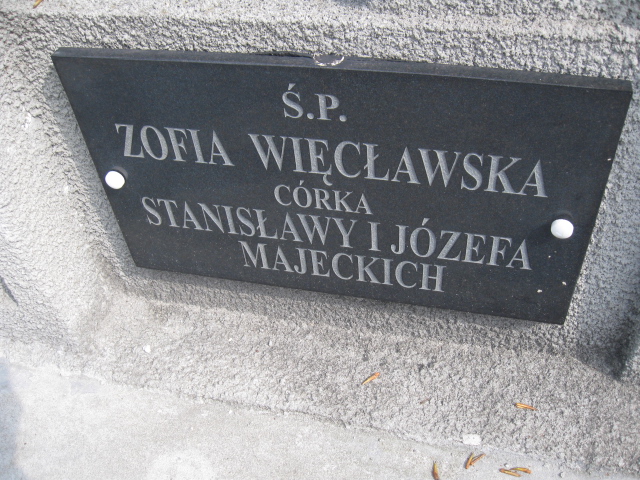 Ś.P.
ZOFIA WIĘCŁAWSKA
CÓRKA
STANISŁAWY I JÓZEFA
MAJECKICH